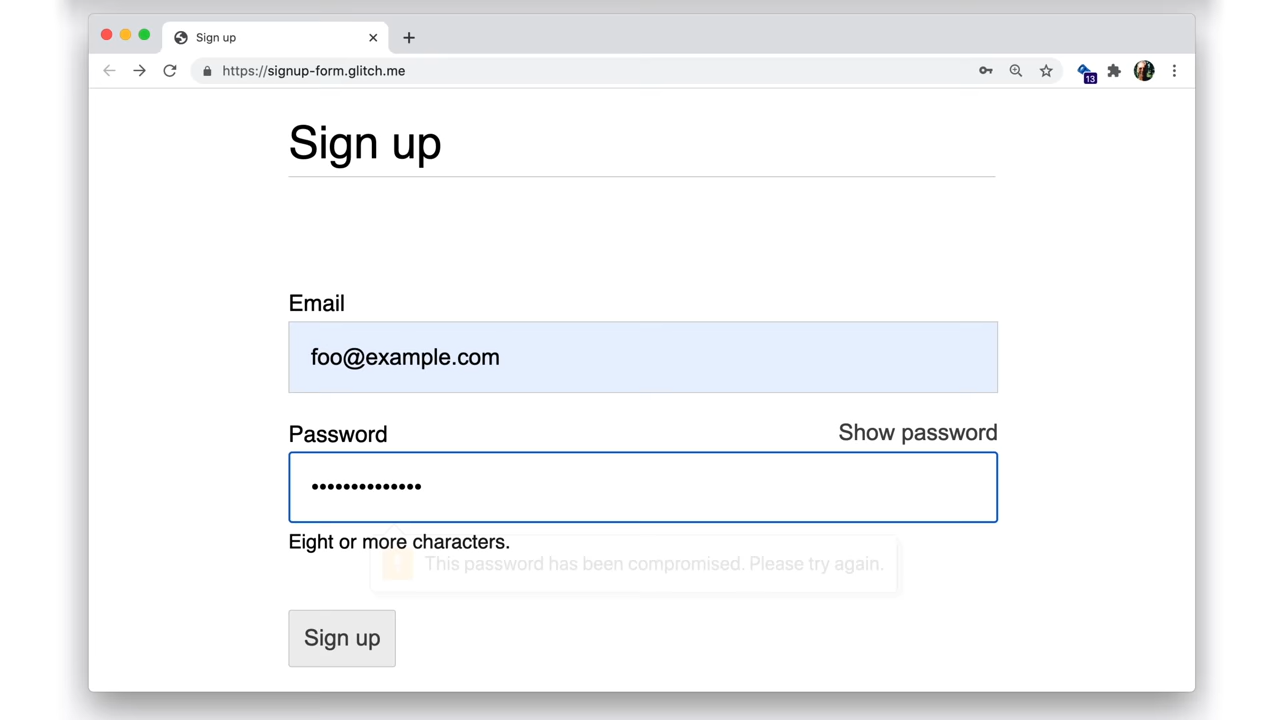 Sign up
https://signup-form.glitch.me
13
Sign up
Email
foo@example.com
Password
Show password
••••••••••••••
Eight or more characters.
This password has been compromised. Please try again.
Sign up